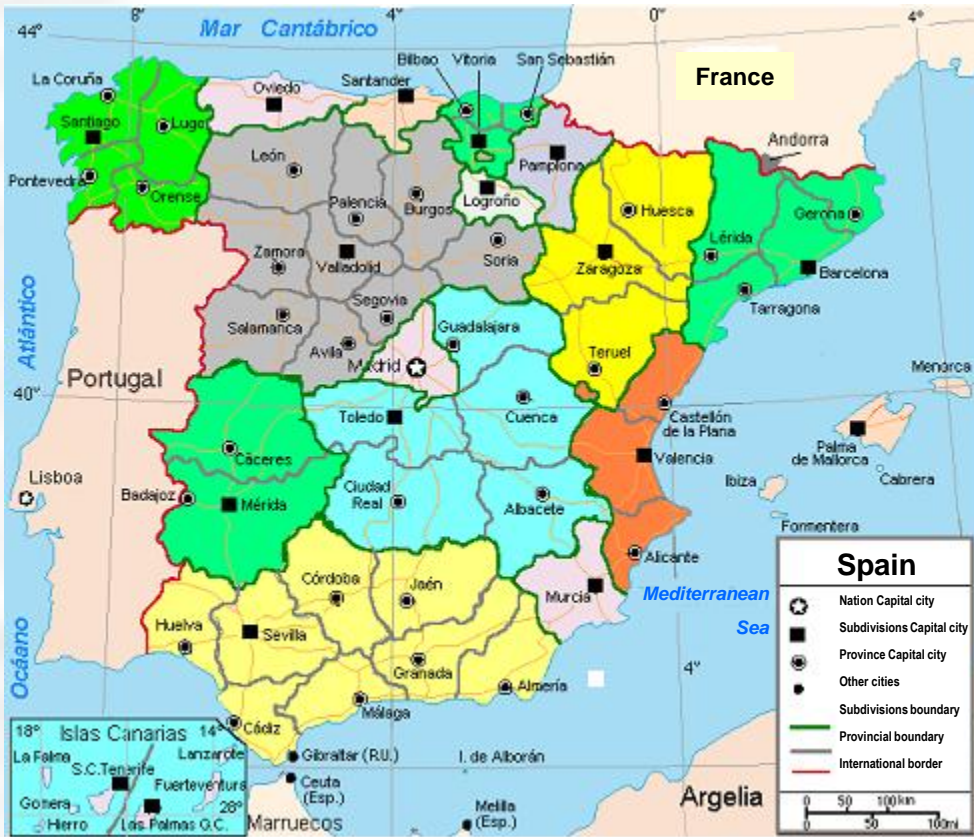 44°
8°
Mar Cantábrico
4°
0°
4°
44°
Bilbao
Vitoria
San Sebastián
France
La Coruña
Oviedo
Santander
Santiago
Lugo
Andorra
León
Pamplona
Pontevedra
Orense
Palencia
Burgos
Logroño
Huesca
Gerona
Lérida
Zamora
Valladolid
Soria
Zaragoza
Barcelona
Atlántico
Salamanca
Segovia
Guadalajara
Tarragona
Avila
Madrid
Teruel
Menorca
Portugal
40°
Toledo
Cuenca
Castellón
de la Plana
Palma
de Mallorca
Cáceres
Valencia
Cabrera
Lisboa
Badajoz
Mérida
Ciudad
Real
Albacete
Ibiza
Formentera
Alicante
Córdoba
Jaén
Murcia
Mediterranean
Sea
Huelva
Sevilla
Granada
Almería
4°
Océano
Cádiz
Málaga
Gibraltar (R.U.)
I. de Alborán
Ceuta
(Esp.)
Melilla
(Esp.)
Marruecos
Argelia
18°
Islas Canarias
14°
La Palma
Lanzarote
S.C.Tenerife
Fuerteventura
Gomera
28°
Hierro
Las Palmas G.C.
Spain
Nation Capital city
Subdivisions Capital city
Province Capital city
Other cities
Subdivisions boundary
Provincial boundary
International border
0 50 100km
0 50 100mi